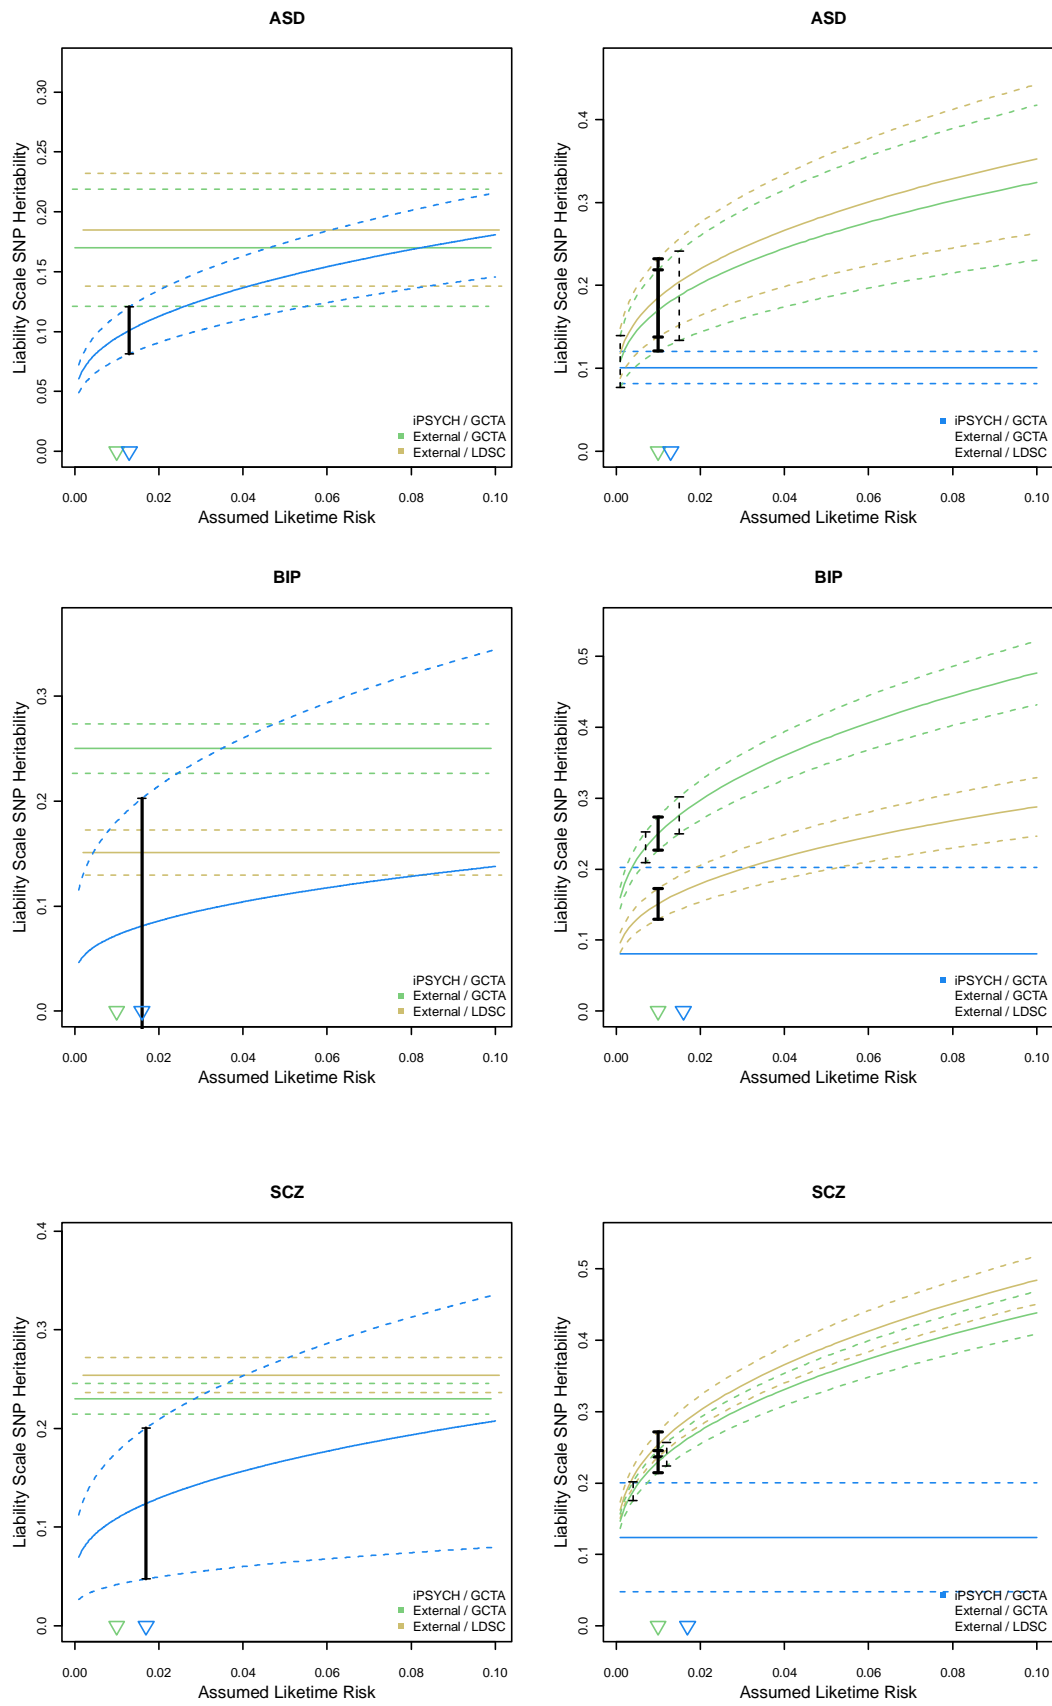 ASD
Liability Scale SNP Heritability
0.00 0.05 0.10 0.15 0.20 0.25 0.30
iPSYCH / GCTA
External / GCTA
External / LDSC
0.00 0.02 0.04 0.06 0.08 0.10
Assumed Liketime Risk
ASD
Liability Scale SNP Heritability
0.0 0.1 0.2 0.3 0.4
iPSYCH / GCTA
External / GCTA
External / LDSC
0.00 0.02 0.04 0.06 0.08 0.10
Assumed Liketime Risk
BIP
Liability Scale SNP Heritability
0.0 0.1 0.2 0.3
iPSYCH / GCTA
External / GCTA
External / LDSC
0.00 0.02 0.04 0.06 0.08 0.10
Assumed Liketime Risk
BIP
Liability Scale SNP Heritability
0.0 0.1 0.2 0.3 0.4 0.5
iPSYCH / GCTA
External / GCTA
External / LDSC
0.00 0.02 0.04 0.06 0.08 0.10
Assumed Liketime Risk
SCZ
Liability Scale SNP Heritability
0.0 0.1 0.2 0.3 0.4
iPSYCH / GCTA
External / GCTA
External / LDSC
0.00 0.02 0.04 0.06 0.08 0.10
Assumed Liketime Risk
SCZ
Liability Scale SNP Heritability
0.0 0.1 0.2 0.3 0.4 0.5
iPSYCH / GCTA
External / GCTA
External / LDSC
0.00 0.02 0.04 0.06 0.08 0.10
Assumed Liketime Risk